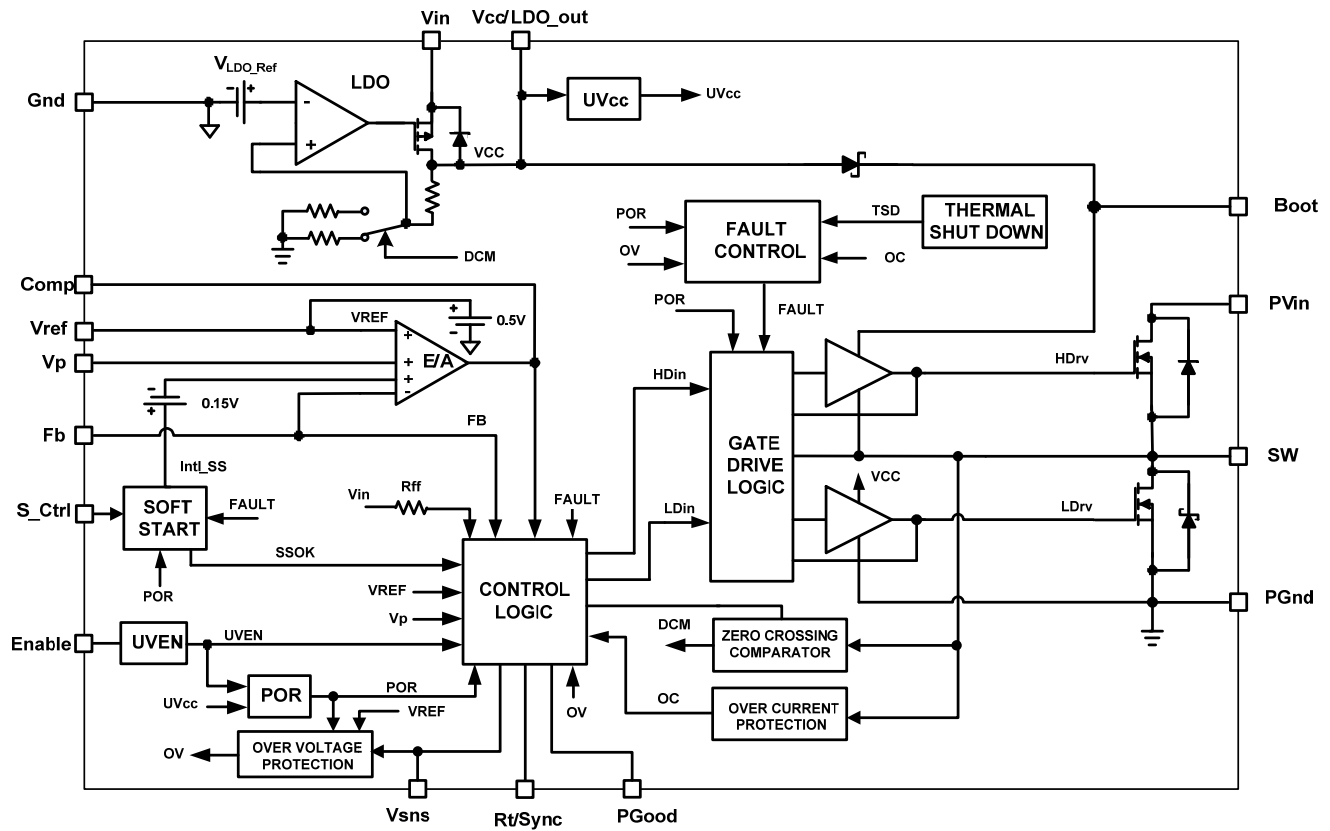 Vin
Vcc/LDO_out
VLDO_Ref
-
+
LDO
Gnd
-
+
UVcc
UVcc
VCC
Boot
POR
OV
FAULT
CONTROL
TSD
THERMAL
SHUT DOWN
OC
DCM
Comp
POR
FAULT
PVin
Vref
VREF
+
-
0.5V
Vp
+
+
+
-
E/A
HDrv
HDin
-
+
0.15V
Fb
FB
GATE
DRIVE
LOGIC
SW
Intl_SS
VCC
Vin
Rff
FAULT
S_Ctrl
SOFT
START
FAULT
LDin
LDrv
SSOK
POR
VREF
Vp
CONTROL
LOGIC
PGnd
Enable
UVEN
UVEN
DCM
ZERO CROSSING
COMPARATOR
POR
UVcc
POR
VREF
OV
OC
OVER CURRENT
PROTECTION
OV
OVER VOLTAGE
PROTECTION
Vsns
Rt/Sync
PGood